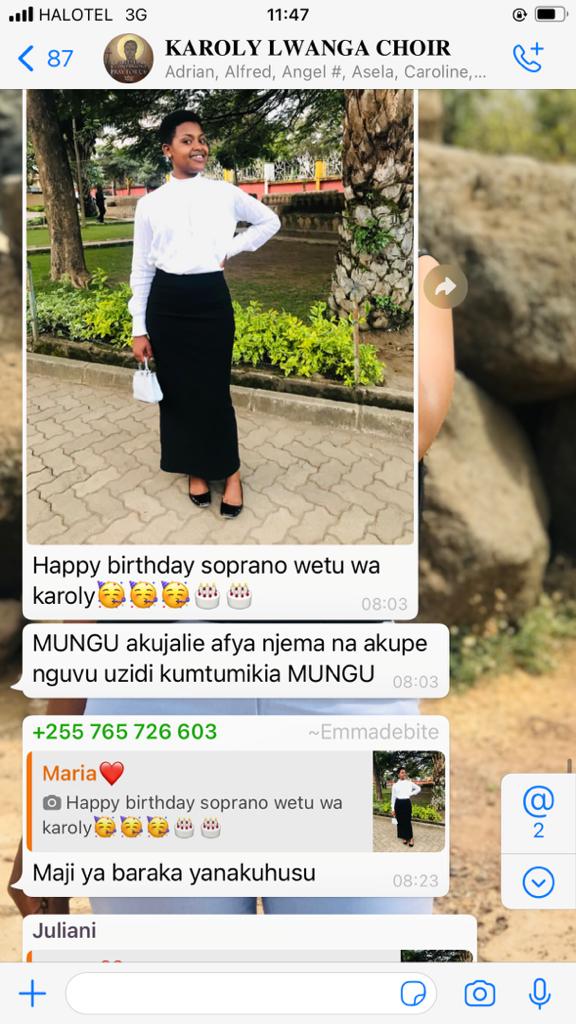 HALOTEL 3G 11:47
87
KAROLY LWANGA CHOIR
Adrian, Alfred, Angel #, Asela, Caroline,...
Happy birthday soprano wetu wa
karoly🥳🥳🥳🎂🎂
08:03
MUNGU akujalie afya njema na akupe
nguvu uzidi kumtumikia MUNGU
08:03
+255 765 726 603 ~Emmadebite
Maria❤️
📷 Happy birthday soprano wetu wa
karoly🥳🥳🥳🎂🎂
Maji ya baraka yanakuhusu
08:23
@
2
Juliani